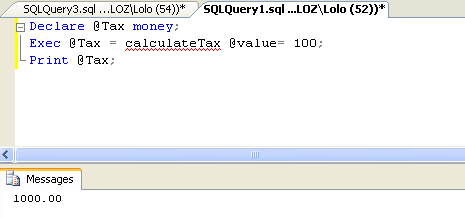 SQLQuery3.sql ...LOZ\Lolo (54))* SQLQuery1.sql ...LOZ\Lolo (52))*
Declare @Tax money;
Exec @Tax = calculateTax @value= 100;
Print @Tax;
Messages
1000.00